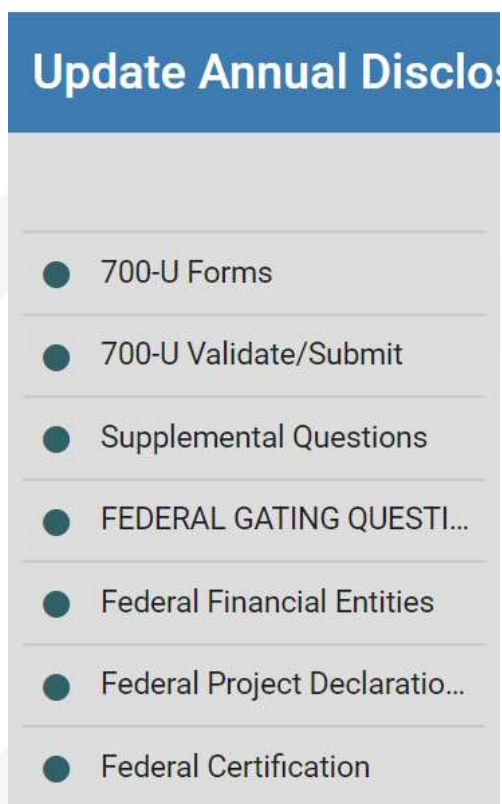 Update Annual Disclos
700-U Forms
700-U Validate/Submit
Supplemental Questions
FEDERAL GATING QUESTI...
Federal Financial Entities
Federal Project Declaratio...
Federal Certification